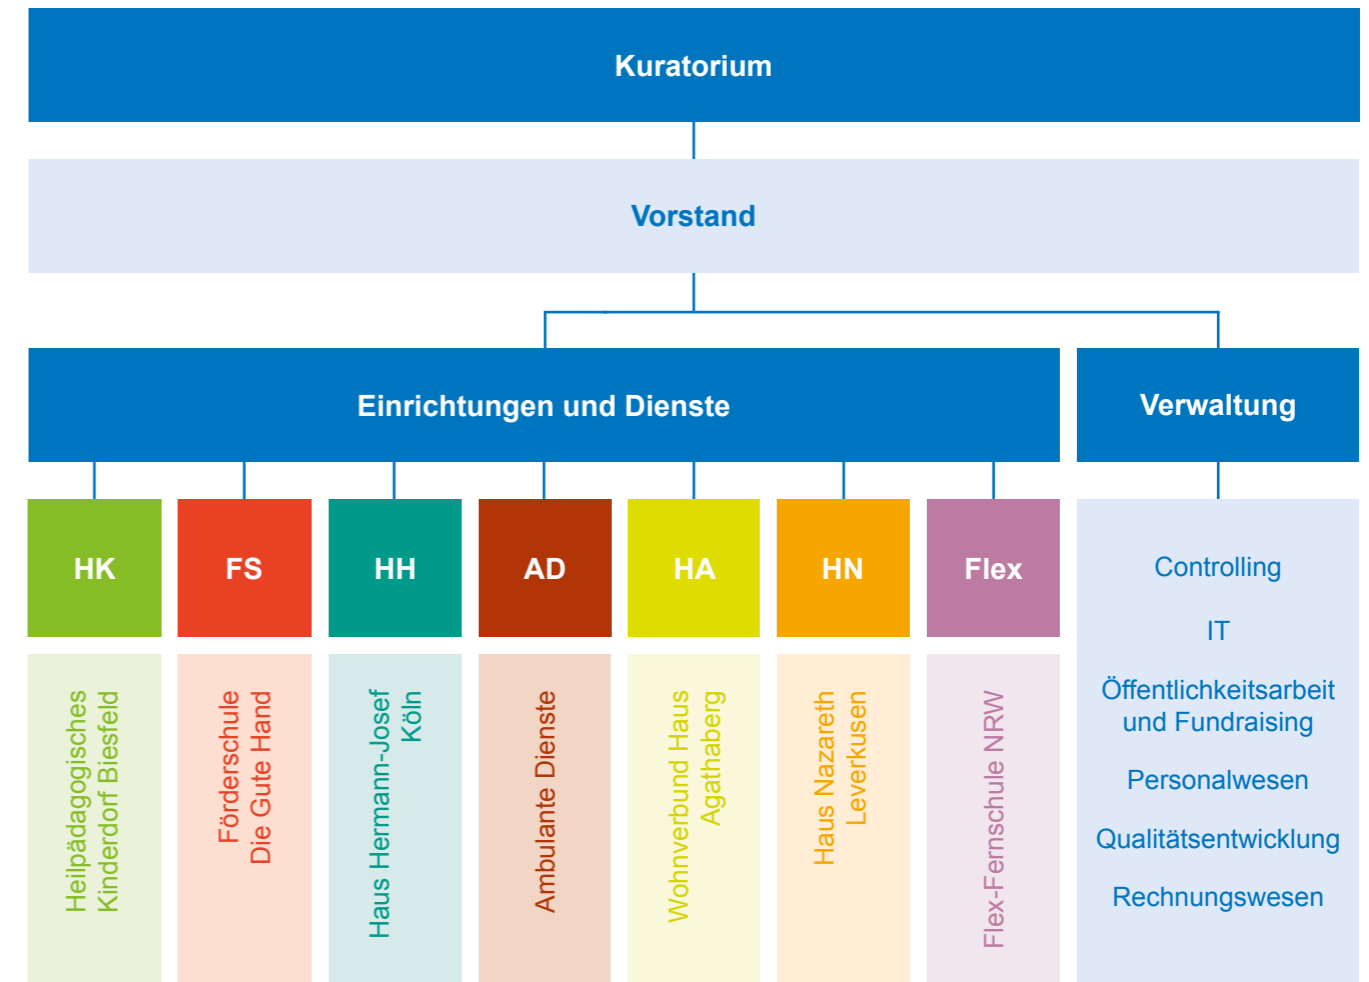 Kuratorium
Vorstand
Einrichtungen und Dienste
Verwaltung
HK
FS
HH
AD
HA
HN
Flex
Heilpädagogisches
Kinderdorf Biesfeld
Förderschule
Die Gute Hand
Haus Hermann-Josef
Köln
Ambulante Dienste
Wohnverbund Haus
Agathaberg
Haus Nazareth
Leverkusen
Flex-Fernschule NRW
Controlling
IT
Öffentlichkeitsarbeit
und Fundraising
Personalwesen
Qualitätsentwicklung
Rechnungswesen